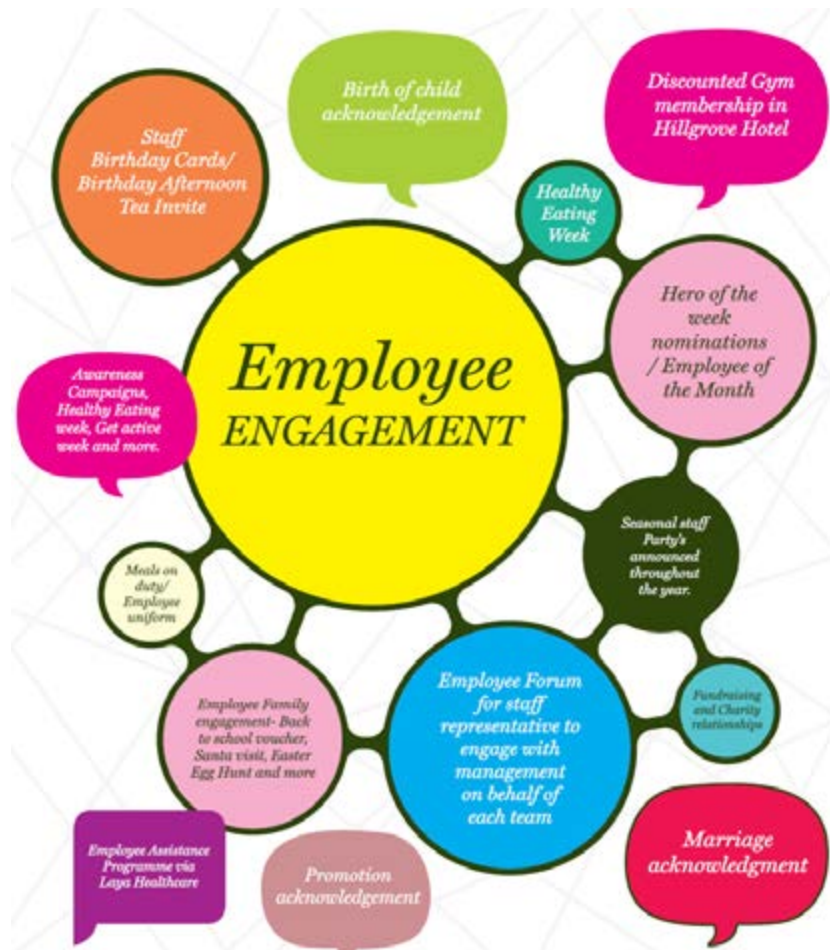 Birth of child
acknowledgement
Discounted Gym
membership in
Hillgrove Hotel
Staff
Birthday Cards/
Birthday Afternoon
Tea Invite
Healthy
Eating
Week
Hero of the
week
nominations
/ Employee of
the Month
Employee
ENGAGEMENT
Awareness
Campaigns,
Healthy Eating
week, Get active
week and more.
Seasonal staff
Party's
announced
throughout
the year.
Meals on
duty/
Employee
uniform
Employee Family
engagement- Back
to school voucher,
Santa visit, Easter
Egg Hunt and more
Employee Forum
for staff
representative to
engage with
management
on behalf of
each team
Fundraising
and Charity
relationships
Employee Assistance
Programme via
Laya Healthcare
Promotion
acknowledgement
Marriage
acknowledgment